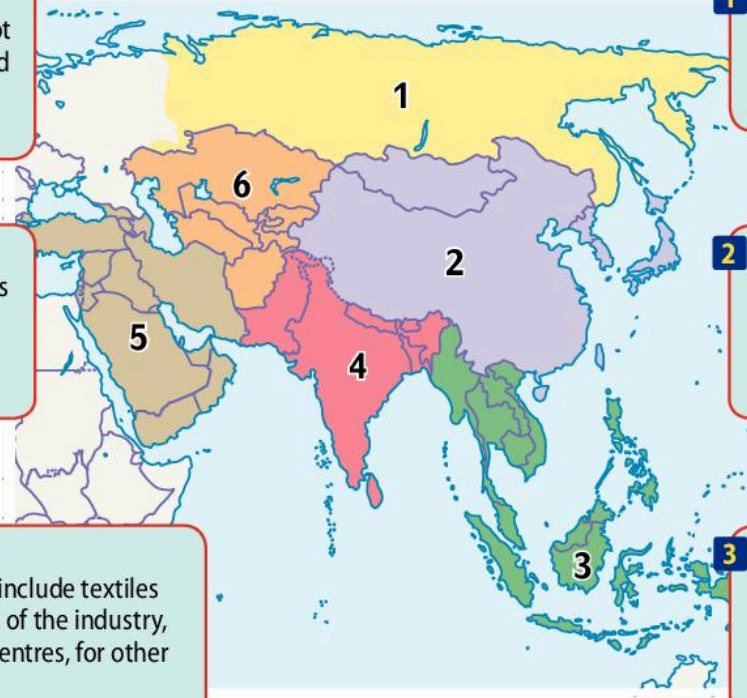 1
ot
d
1
6
2
2
s
5
4
3
3
include textiles
of the industry,
entres, for other